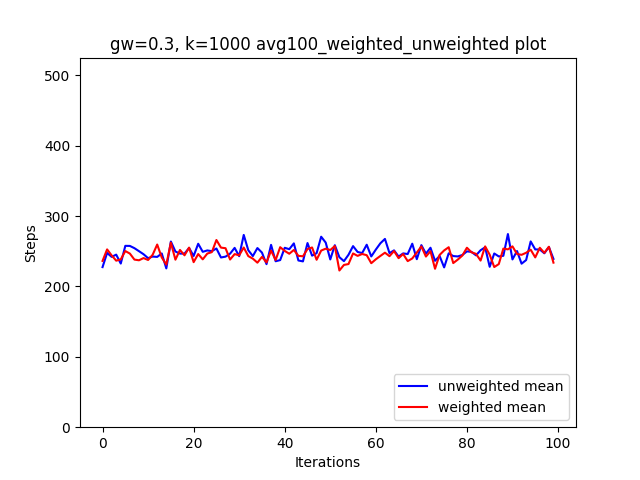 gw=0.3, k=1000 avg100_weighted_unweighted plot
500
400
300
200
100
0
Steps
0 20 40 60 80 100
Iterations
unweighted mean
weighted mean